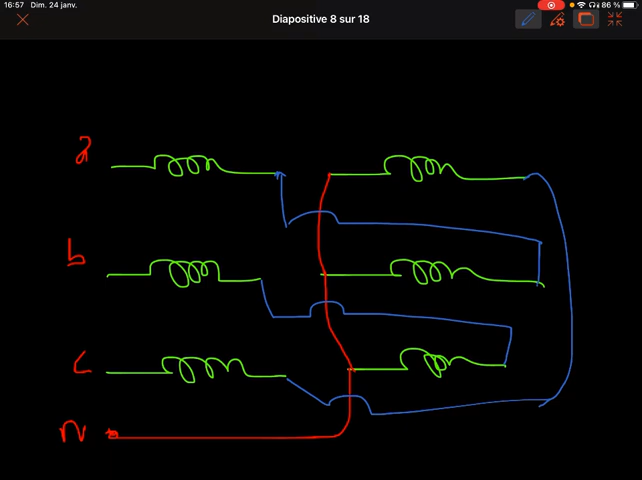 16:57 Dim. 24 janv.
86 %
Diapositive 8 sur 18
a
b
c
N